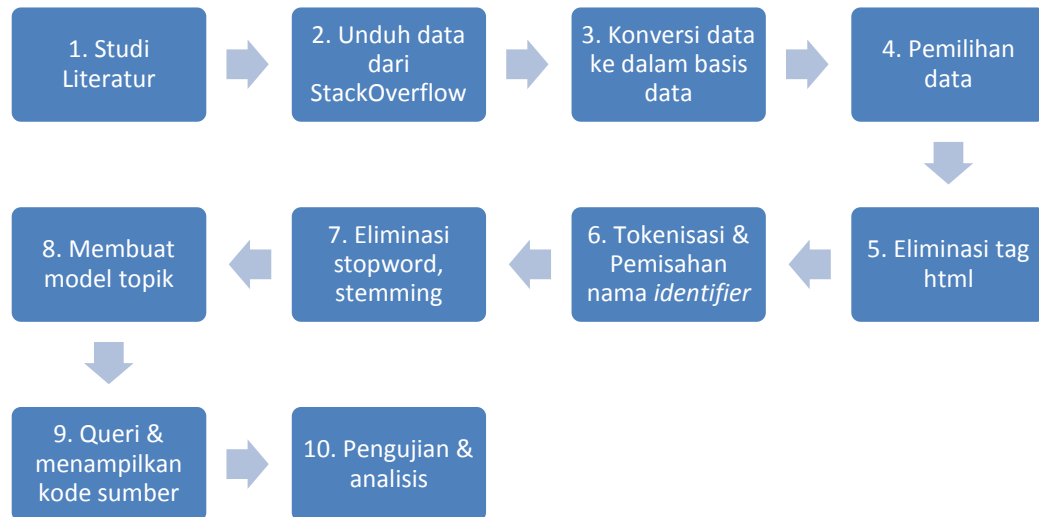 1. Studi
Literatur
2. Unduh data
dari
StackOverflow
3. Konversi data
ke dalam basis
data
4. Pemilihan
data
5. Eliminasi tag
html
6. Tokenisasi &
Pemisahan
nama identifier
7. Eliminasi
stopword,
stemming
8. Membuat
model topik
9. Queri &
menampilkan
kode sumber
10. Pengujian &
analisis